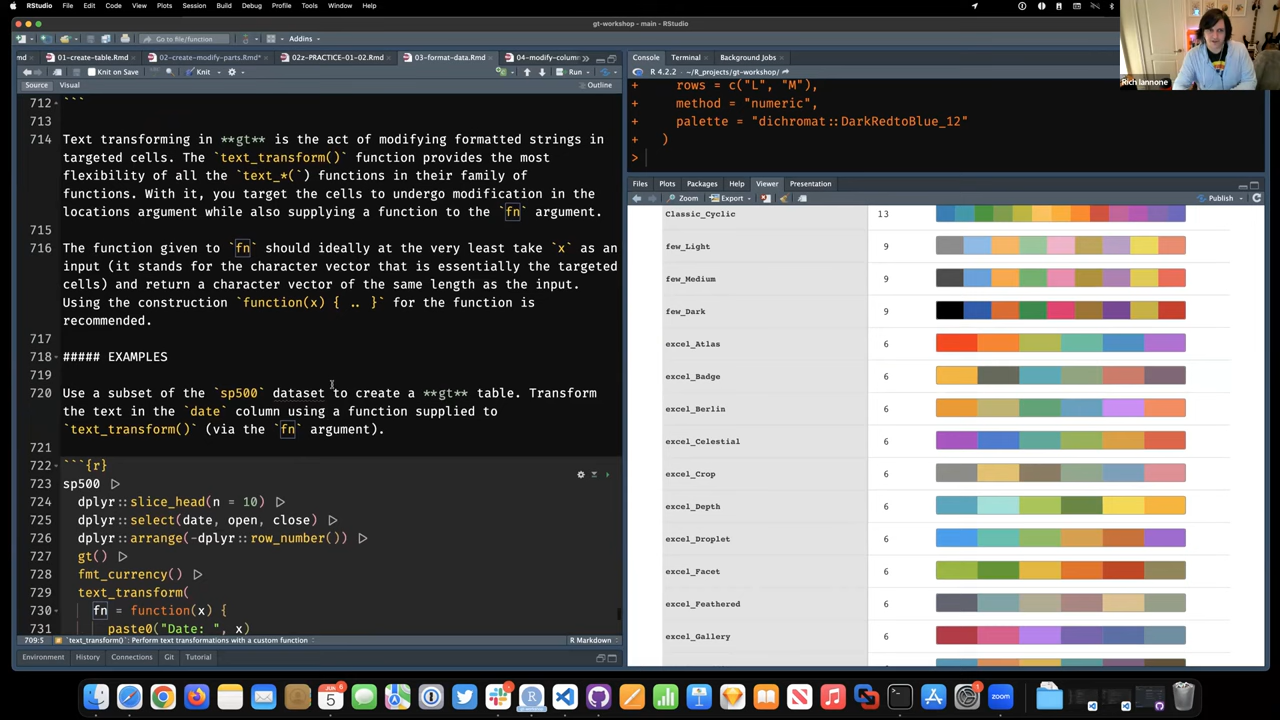 RStudio File Edit Code View Plots Session Build Debug Profile Tools Window Help
gt-workshop - main - RStudio
Go to file/function Addins
md 01-create-table.Rmd 02-create-modify-parts.Rmd* 02z-PRACTICE-01-02.Rmd 03-format-data.Rmd 04-modify-colum
Knit on Save Knit Run
Source Visual Outline
712 ```
713
714 Text transforming in **gt** is the act of modifying formatted strings in
targeted cells. The `text_transform()` function provides the most
flexibility of all the `text_*(`) functions in their family of
functions. With it, you target the cells to undergo modification in the
locations argument while also supplying a function to the `fn` argument.
715
716 The function given to `fn` should ideally at the very least take `x` as an
input (it stands for the character vector that is essentially the targeted
cells) and return a character vector of the same length as the input.
Using the construction `function(x) { .. }` for the function is
recommended.
717
718 ##### EXAMPLES
719
720 Use a subset of the `sp500` dataset to create a **gt** table. Transform
the text in the `date` column using a function supplied to
`text_transform()` (via the `fn` argument).
721
722 ```{r}
723 sp500 |>
724 dplyr::slice_head(n = 10) |>
725 dplyr::select(date, open, close) |>
726 dplyr::arrange(-dplyr::row_number()) |>
727 gt() |>
728 fmt_currency() |>
729 text_transform(
730 fn = function(x) {
731 paste0("Date: ", x)
709:5 `text_transform()`: Perform text transformations with a custom function R Markdown
Environment History Connections Git Tutorial
Console Terminal Background Jobs
R 4.2.2 · ~/R_projects/gt-workshop/
+ rows = c("L", "M"),
+ method = "numeric",
+ palette = "dichromat::DarkRedtoBlue_12"
+ )
>
Files Plots Packages Help Viewer Presentation
Zoom Export Publish
Classic_Cyclic 13
few_Light 9
few_Medium 9
few_Dark 9
excel_Atlas 6
excel_Badge 6
excel_Berlin 6
excel_Celestial 6
excel_Crop 6
excel_Depth 6
excel_Droplet 6
excel_Facet 6
excel_Feathered 6
excel_Gallery 6
Rich Iannone
JUN
5
zoom